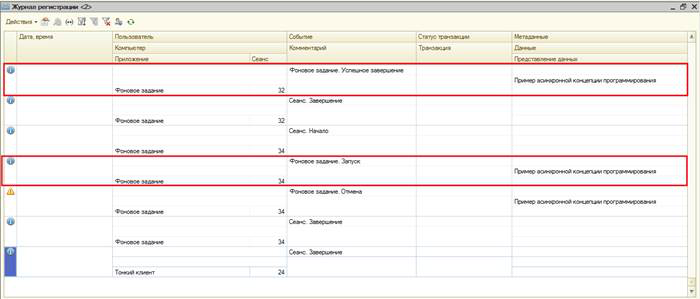 Журнал регистрации <2>
Действия
Дата, время Пользователь Событие Статус транзакции Метаданные
Компьютер Комментарий Транзакция Данные
Приложение Сеанс Представление данных
Фоновое задание. Успешное завершение
Пример асинхронной концепции программирования
Фоновое задание 32
Сеанс. Завершение
Фоновое задание 32
Сеанс. Начало
Фоновое задание 34
Фоновое задание. Запуск
Пример асинхронной концепции программирования
Фоновое задание 34
Фоновое задание. Отмена
Пример асинхронной концепции программирования
Фоновое задание 34
Сеанс. Завершение
Фоновое задание 34
Сеанс. Завершение
Тонкий клиент 24